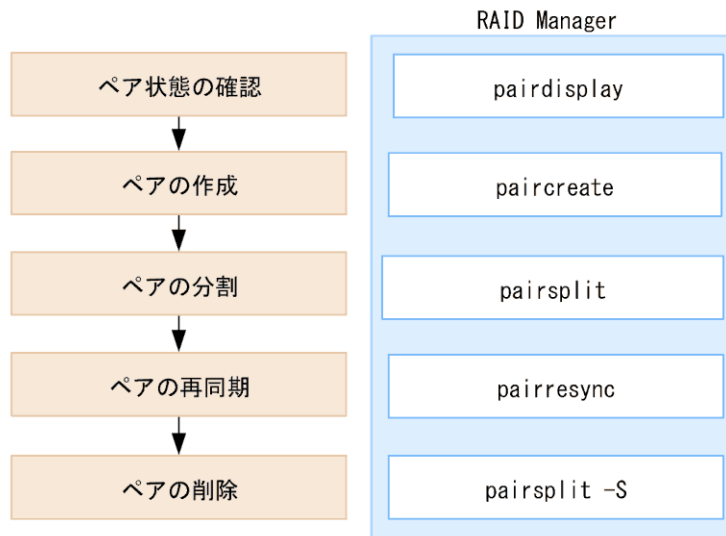 RAID Manager
ペア状態の確認
pairdisplay
ペアの作成
paircreate
ペアの分割
pairsplit
ペアの再同期
pairresync
ペアの削除
pairsplit -S